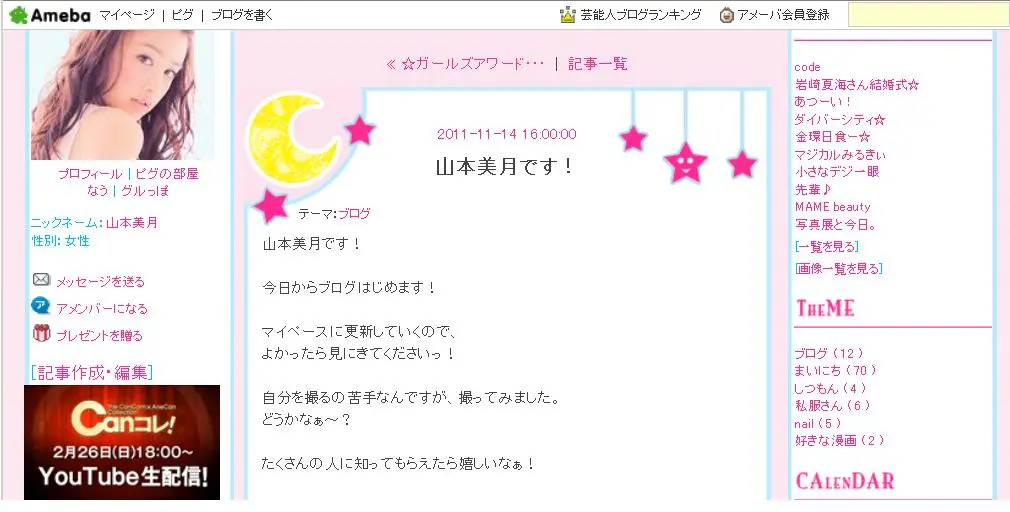 Ameba マイページ | ピグ | ブログを書く
芸能人ブログランキング アメーバ会員登録
プロフィール | ピグの部屋
なう | グルっぽ
ニックネーム: 山本美月
性別: 女性
メッセージを送る
アメンバーになる
プレゼントを贈る
[記事作成・編集]
The CanCam×AneCan Collection
Canコレ!
2月26日(日)18:00~
YouTube生配信!
≪ ☆ガールズアワード・・・ | 記事一覧
2011-11-14 16:00:00
山本美月です!
テーマ:ブログ
山本美月です!
今日からブログはじめます!
マイペースに更新していくので、
よかったら見にきてくださいっ!
自分を撮るの苦手なんですが、撮ってみました。
どうかなぁ~?
たくさんの人に知ってもらえたら嬉しいなぁ!
code
岩崎夏海さん結婚式☆
あつーい!
ダイバーシティ☆
金環日食ー☆
マジカルみるきぃ
小さなデジ一眼
先輩♪
MAME beauty
写真展と今日。
[一覧を見る]
[画像一覧を見る]
THEME
ブログ ( 12 )
まいにち ( 70 )
しつもん ( 4 )
私服さん ( 6 )
nail ( 5 )
好きな漫画 ( 2 )
CALENDAR